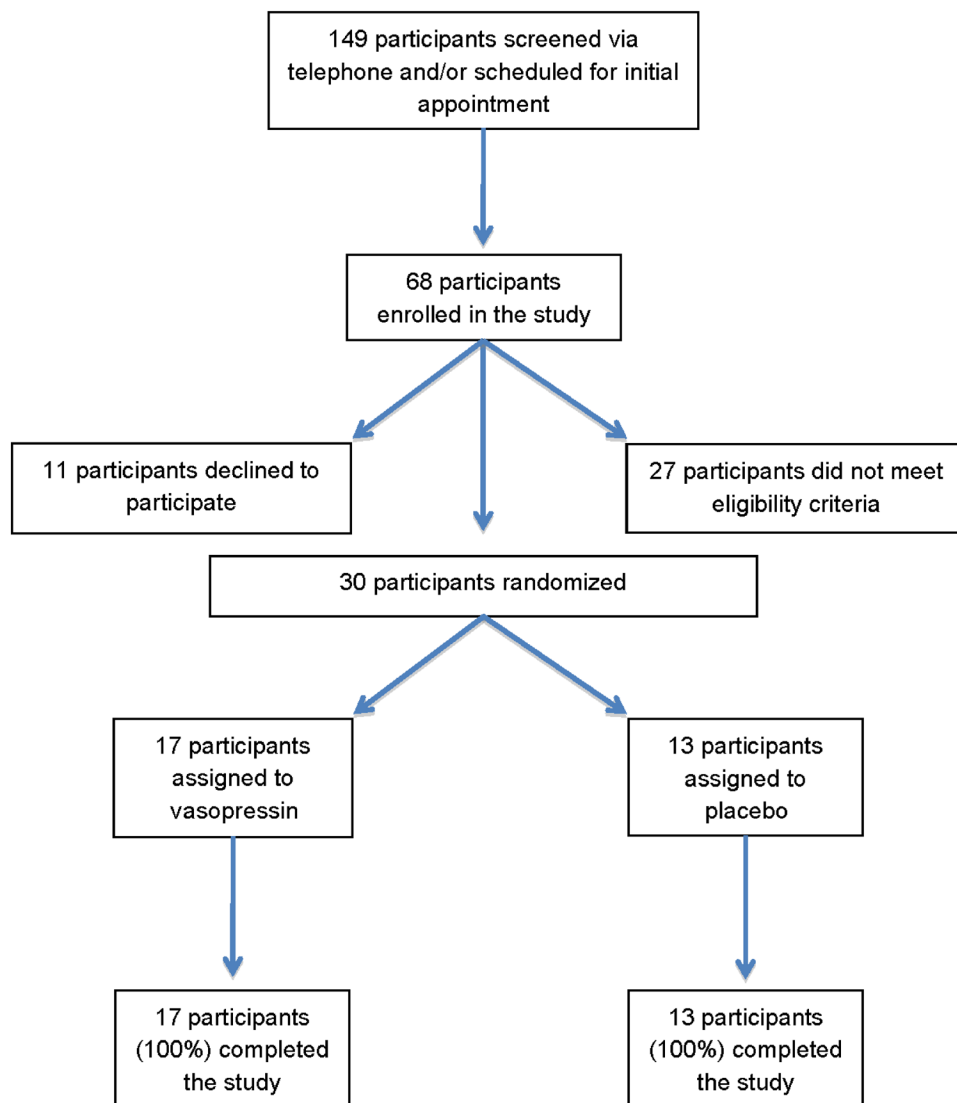 149 participants screened via
telephone and/or scheduled for initial
appointment
68 participants
enrolled in the study
11 participants declined to
participate
27 participants did not meet
eligibility criteria
30 participants randomized
17 participants
assigned to
vasopressin
13 participants
assigned to
placebo
17 participants
(100%) completed
the study
13 participants
(100%) completed
the study